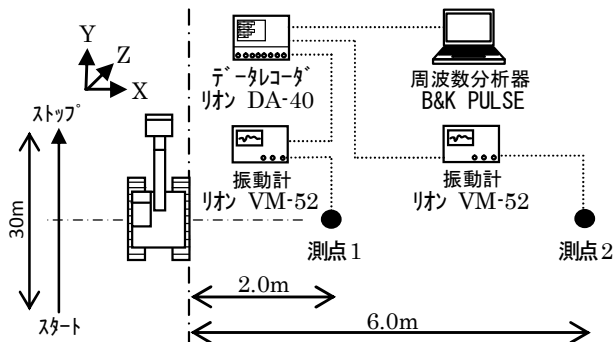 Y
Z
X
ﾃﾞｰﾀﾚｺｰﾀﾞ
ﾘｵﾝ DA-40
周波数分析器
B&K PULSE
ｽﾄｯﾌﾟ
振動計
ﾘｵﾝ VM-52
振動計
ﾘｵﾝ VM-52
30m
測点1
測点2
2.0m
ｽﾀｰﾄ
6.0m